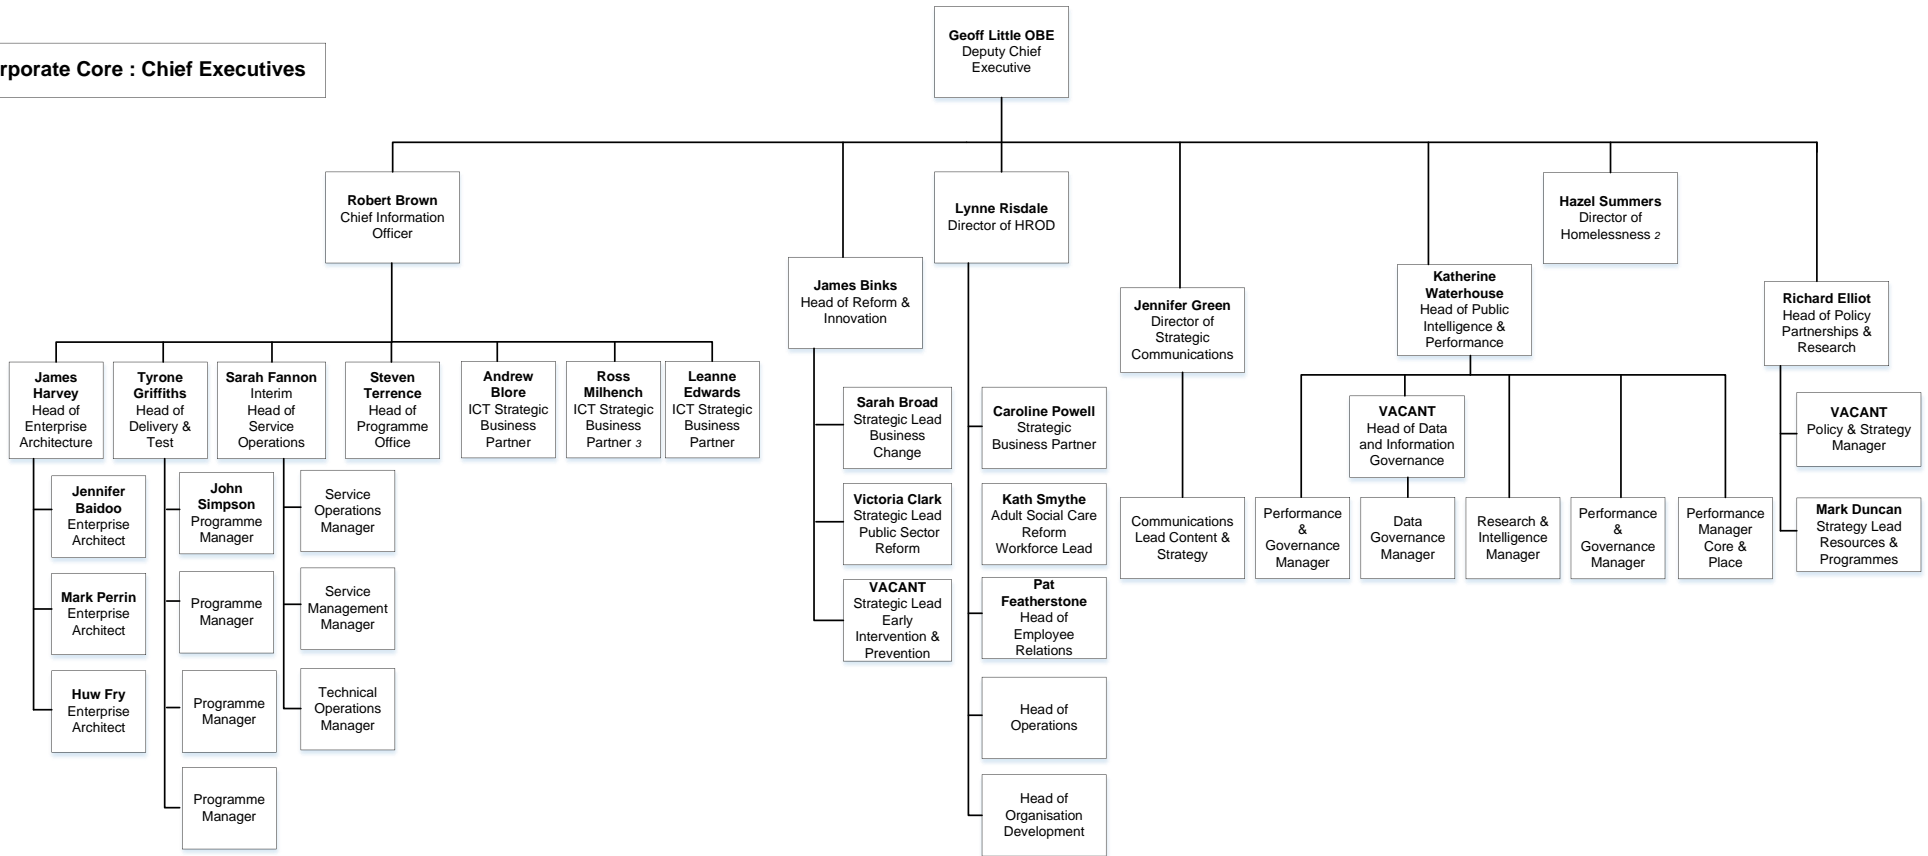 rporate Core : Chief Executives
Geoff Little OBE
Deputy Chief
Executive
Robert Brown
Chief Information
Officer
Lynne Risdale
Director of HROD
Hazel Summers
Director of
Homelessness 2
James Binks
Head of Reform &
Innovation
Jennifer Green
Director of
Strategic
Communications
Katherine
Waterhouse
Head of Public
Intelligence &
Performance
Richard Elliot
Head of Policy
Partnerships &
Research
James
Harvey
Head of
Enterprise
Architecture
Tyrone
Griffiths
Head of
Delivery &
Test
Sarah Fannon
Interim
Head of
Service
Operations
Steven
Terrence
Head of
Programme
Office
Andrew
Blore
ICT Strategic
Business
Partner
Ross
Milhench
ICT Strategic
Business
Partner 3
Leanne
Edwards
ICT Strategic
Business
Partner
Jennifer
Baidoo
Enterprise
Architect
Mark Perrin
Enterprise
Architect
Huw Fry
Enterprise
Architect
John
Simpson
Programme
Manager
Programme
Manager
Programme
Manager
Programme
Manager
Service
Operations
Manager
Service
Management
Manager
Technical
Operations
Manager
Sarah Broad
Strategic Lead
Business
Change
Victoria Clark
Strategic Lead
Public Sector
Reform
VACANT
Strategic Lead
Early
Intervention &
Prevention
Caroline Powell
Strategic
Business Partner
Kath Smythe
Adult Social Care
Reform
Workforce Lead
Pat
Featherstone
Head of
Employee
Relations
Head of
Operations
Head of
Organisation
Development
Communications
Lead Content &
Strategy
VACANT
Head of Data
and Information
Governance
Performance
&
Governance
Manager
Data
Governance
Manager
Research &
Intelligence
Manager
Performance
&
Governance
Manager
Performance
Manager
Core &
Place
VACANT
Policy & Strategy
Manager
Mark Duncan
Strategy Lead
Resources &
Programmes